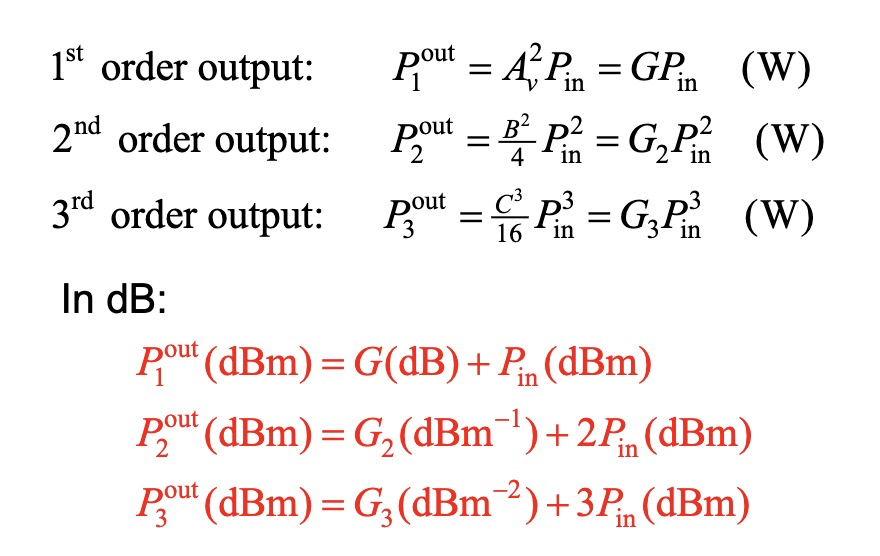 1st order output: P₁ᵒᵘᵗ = Aᵥ² Pᵢₙ = GPᵢₙ (W)
2nd order output: P₂ᵒᵘᵗ = B²/4 Pᵢₙ² = G₂Pᵢₙ² (W)
3rd order output: P₃ᵒᵘᵗ = C³/16 Pᵢₙ³ = G₃Pᵢₙ³ (W)
In dB:
P₁ᵒᵘᵗ (dBm) = G(dB) + Pᵢₙ (dBm)
P₂ᵒᵘᵗ (dBm) = G₂ (dBm⁻¹) + 2Pᵢₙ (dBm)
P₃ᵒᵘᵗ (dBm) = G₃ (dBm⁻²) + 3Pᵢₙ (dBm)